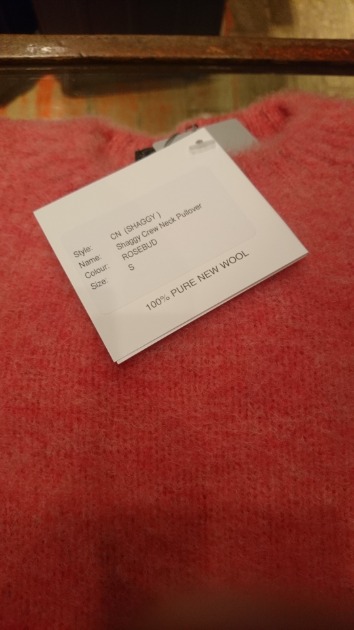 Style: CN (SHAGGY)
Name: Shaggy Crew Neck Pullover
Colour: ROSEBUD
Size: S
100% PURE NEW WOOL